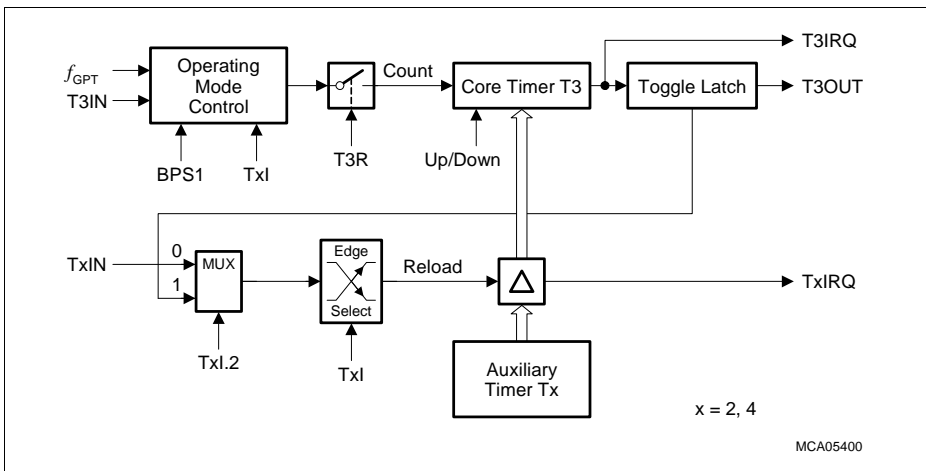 T3IRQ
f GPT
T3IN
Operating
Mode
Control
Count
Core Timer T3
Toggle Latch
T3OUT
BPS1
TxI
T3R
Up/Down
TxIN
0
1
MUX
Edge
Select
Reload
TxIRQ
TxI.2
TxI
Auxiliary
Timer Tx
x = 2, 4
MCA05400